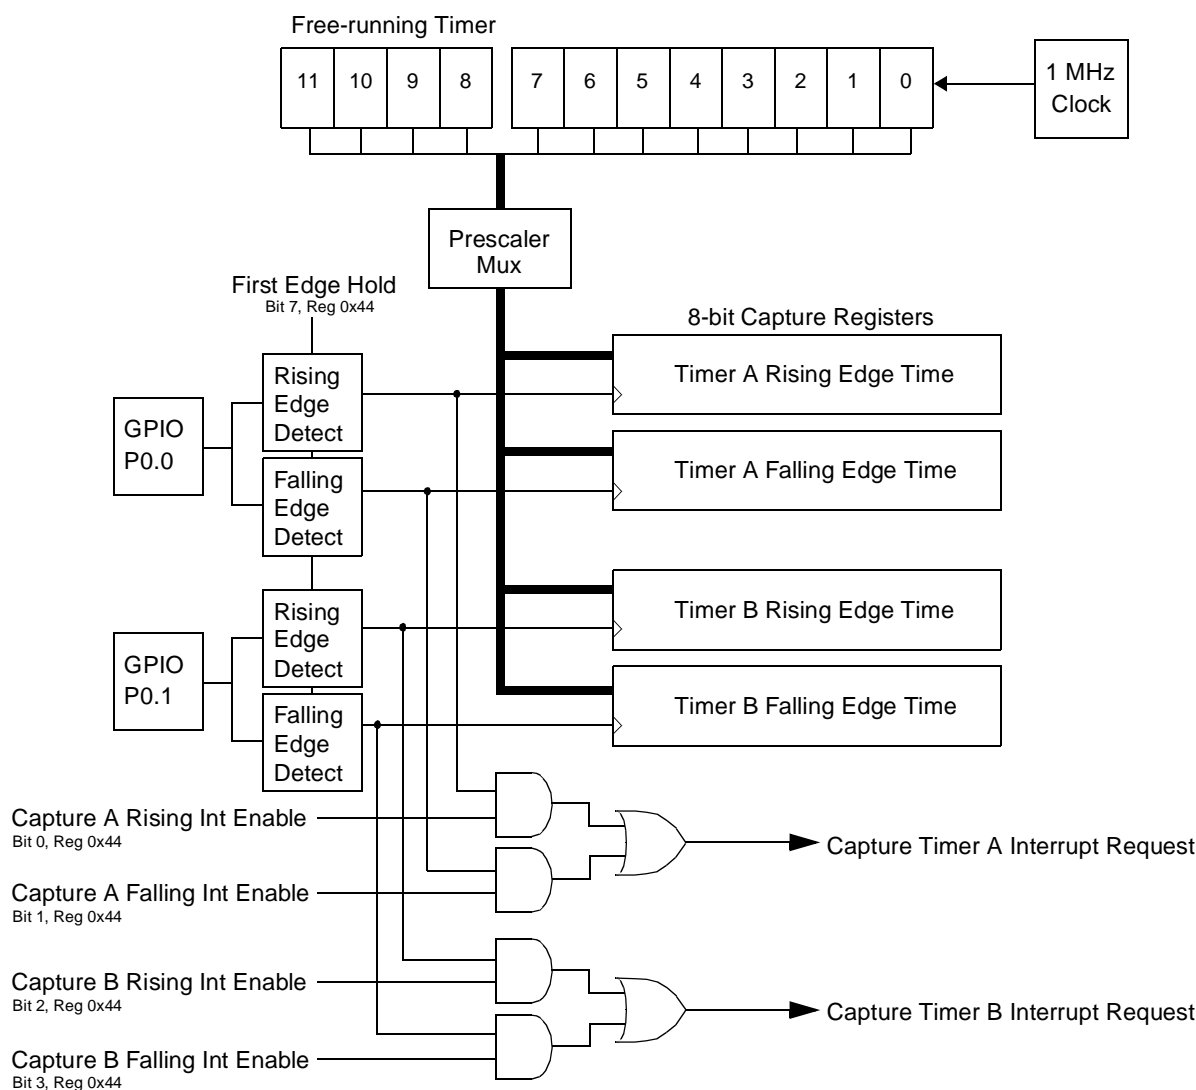 Free-running Timer
11 10 9 8 7 6 5 4 3 2 1 0
1 MHz
Clock
Prescaler
Mux
First Edge Hold
Bit 7, Reg 0x44
8-bit Capture Registers
Rising
Edge
Detect
Timer A Rising Edge Time
GPIO
P0.0
Falling
Edge
Detect
Timer A Falling Edge Time
Rising
Edge
Detect
Timer B Rising Edge Time
GPIO
P0.1
Falling
Edge
Detect
Timer B Falling Edge Time
Capture A Rising Int Enable
Bit 0, Reg 0x44
Capture Timer A Interrupt Request
Capture A Falling Int Enable
Bit 1, Reg 0x44
Capture B Rising Int Enable
Bit 2, Reg 0x44
Capture Timer B Interrupt Request
Capture B Falling Int Enable
Bit 3, Reg 0x44